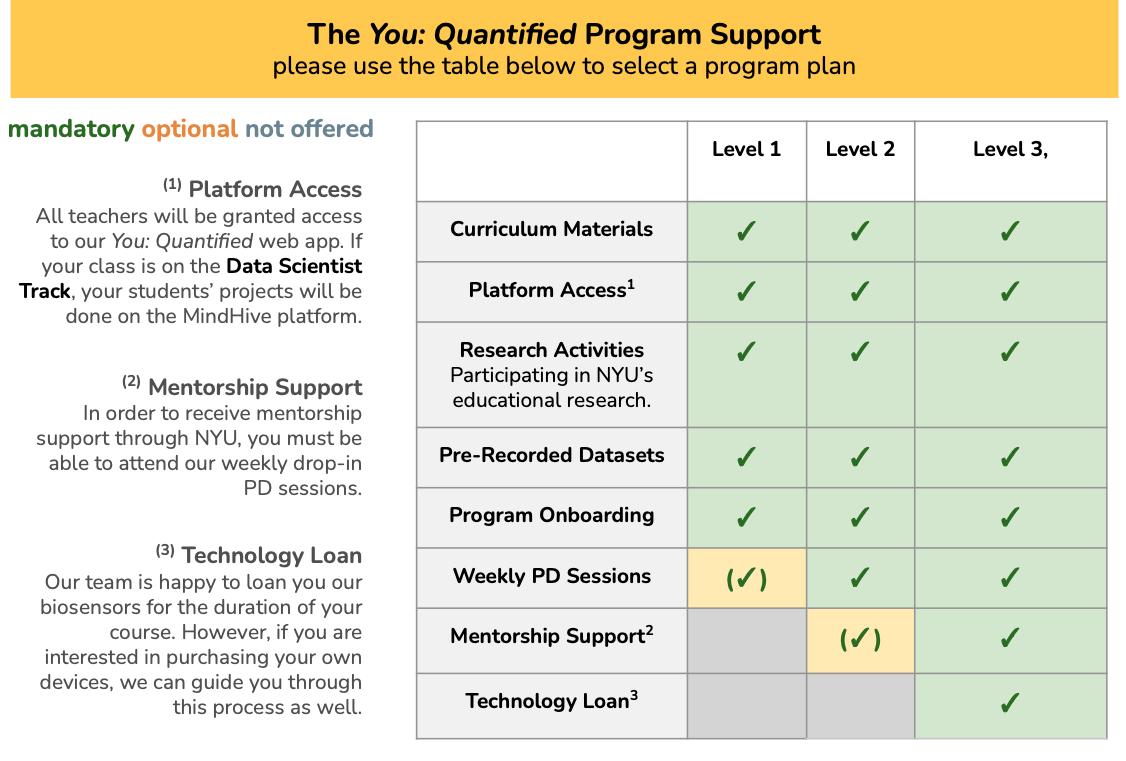 The You: Quantified Program Support
please use the table below to select a program plan
mandatory optional not offered
(1) Platform Access
All teachers will be granted access
to our You: Quantified web app. If
your class is on the Data Scientist
Track, your students’ projects will be
done on the MindHive platform.
(2) Mentorship Support
In order to receive mentorship
support through NYU, you must be
able to attend our weekly drop-in
PD sessions.
(3) Technology Loan
Our team is happy to loan you our
biosensors for the duration of your
course. However, if you are
interested in purchasing your own
devices, we can guide you through
this process as well.
Level 1 Level 2 Level 3,
Curriculum Materials ✓ ✓ ✓
Platform Access1 ✓ ✓ ✓
Research Activities ✓ ✓ ✓
Participating in NYU’s
educational research.
Pre-Recorded Datasets ✓ ✓ ✓
Program Onboarding ✓ ✓ ✓
Weekly PD Sessions (✓) ✓ ✓
Mentorship Support2 (✓) ✓
Technology Loan3 ✓